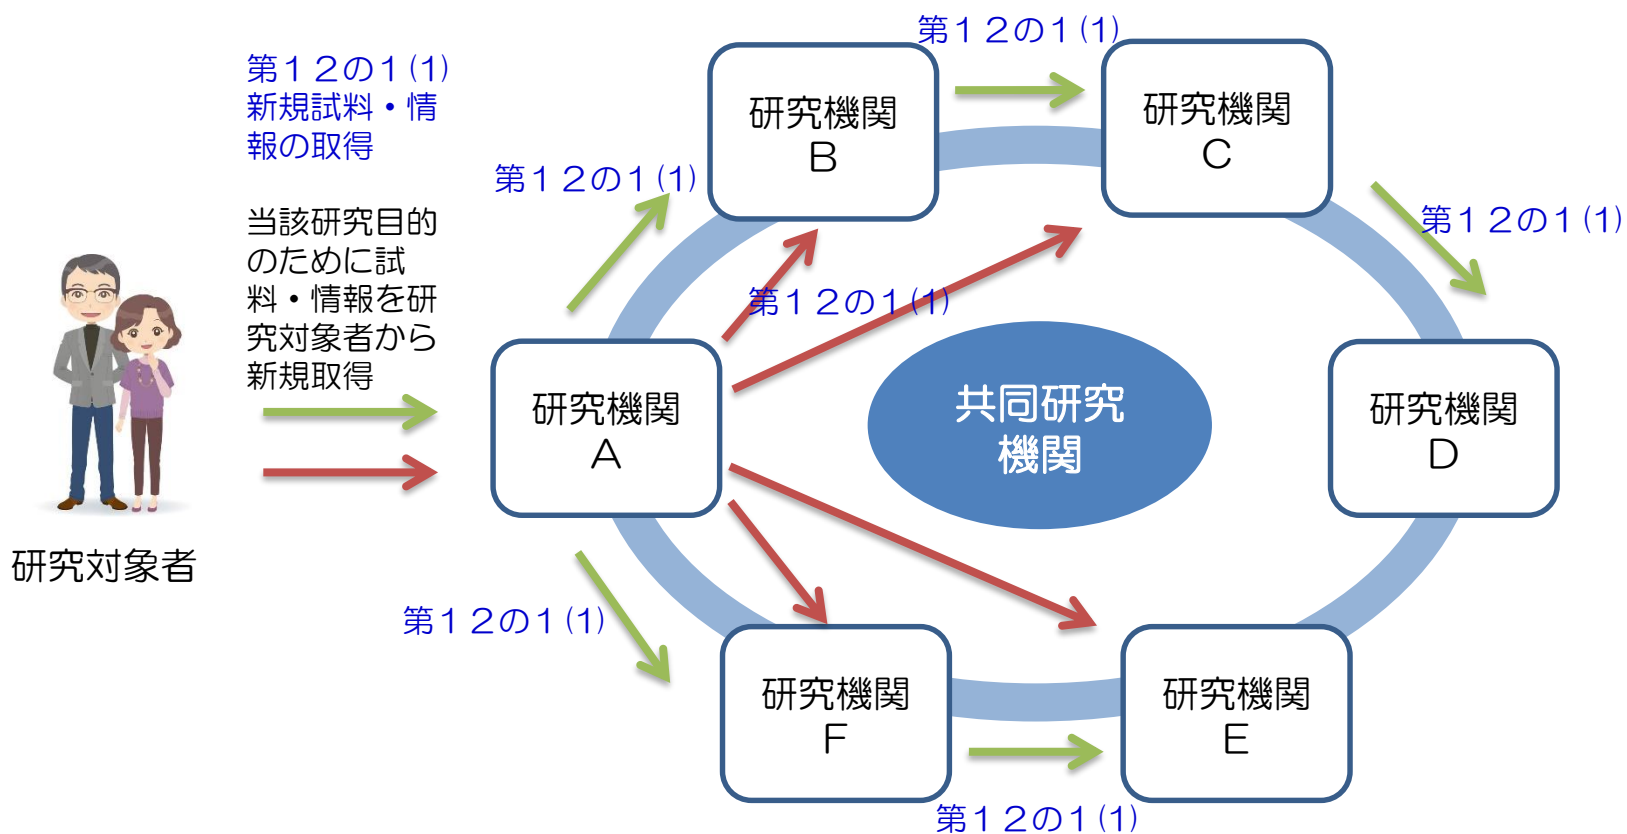 第１２の１(1)
新規試料・情
報の取得
当該研究目的
のために試
料・情報を研
究対象者から
新規取得
研究対象者
第１２の１(1)
研究機関
B
第１２の１(1)
研究機関
C
第１２の１(1)
第１２の１(1)
研究機関
A
共同研究
機関
研究機関
D
第１２の１(1)
研究機関
F
研究機関
E
第１２の１(1)